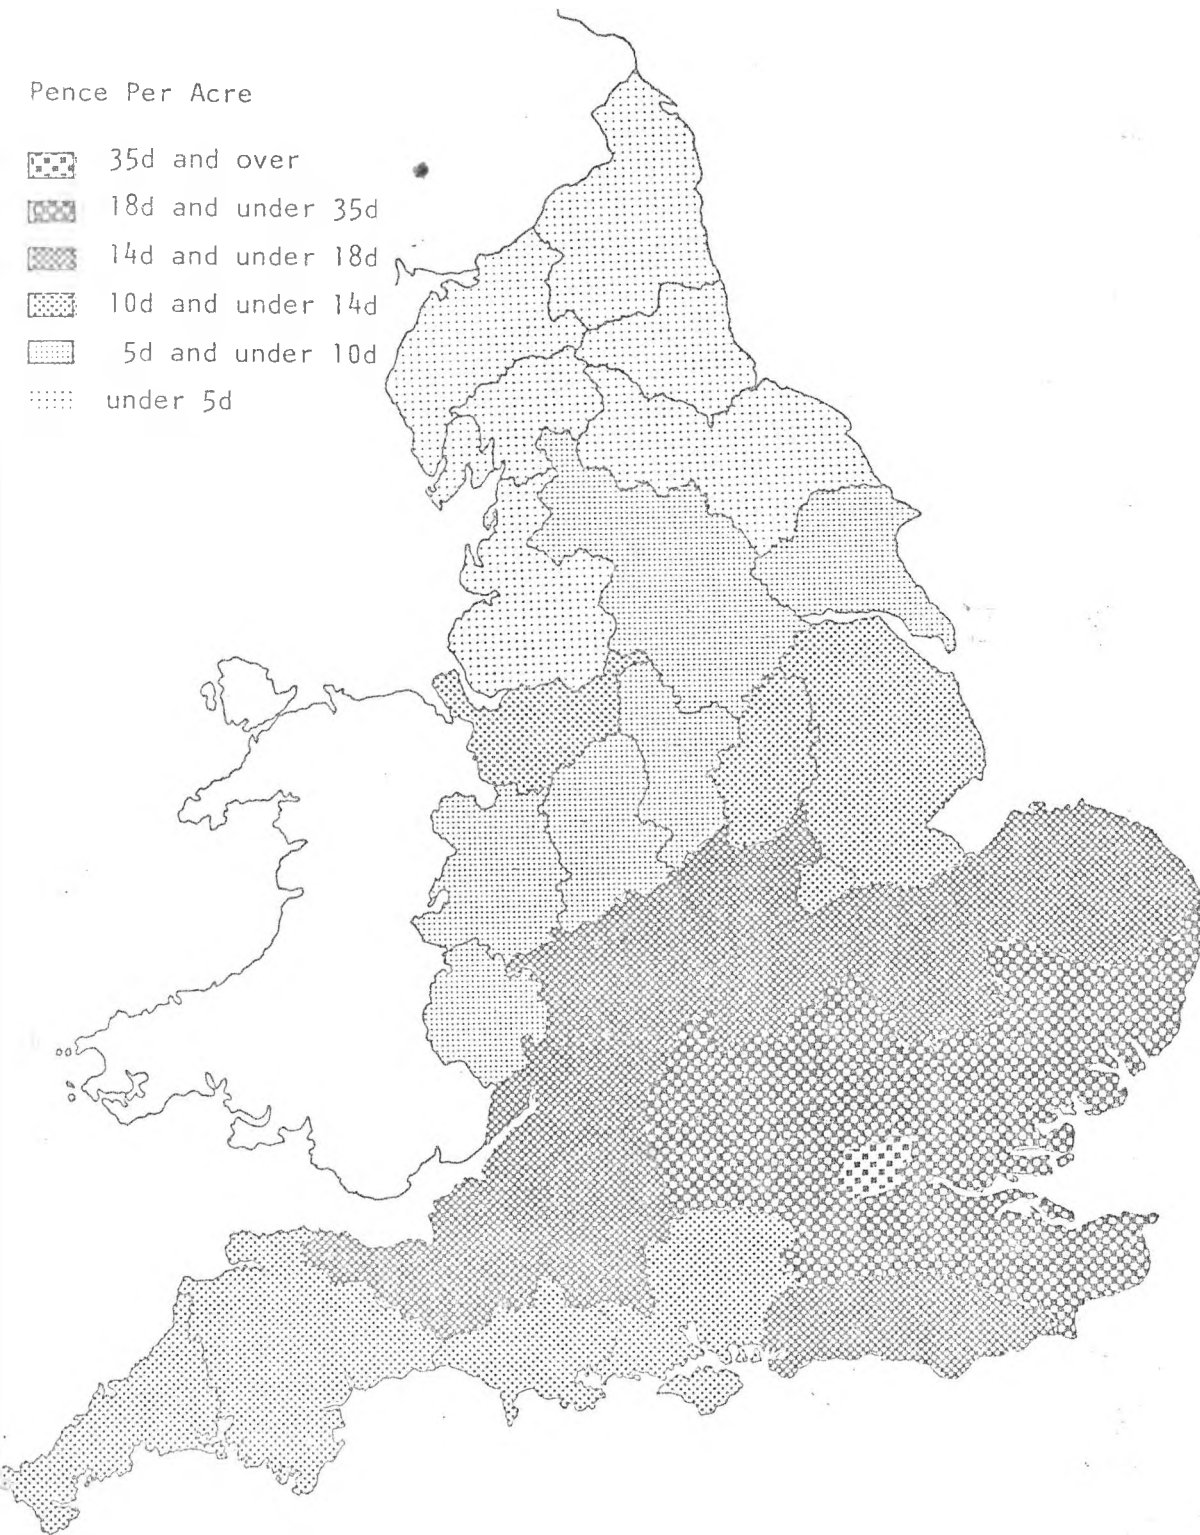 Pence Per Acre
35d and over
18d and under 35d
14d and under 18d
10d and under 14d
5d and under 10d
under 5d